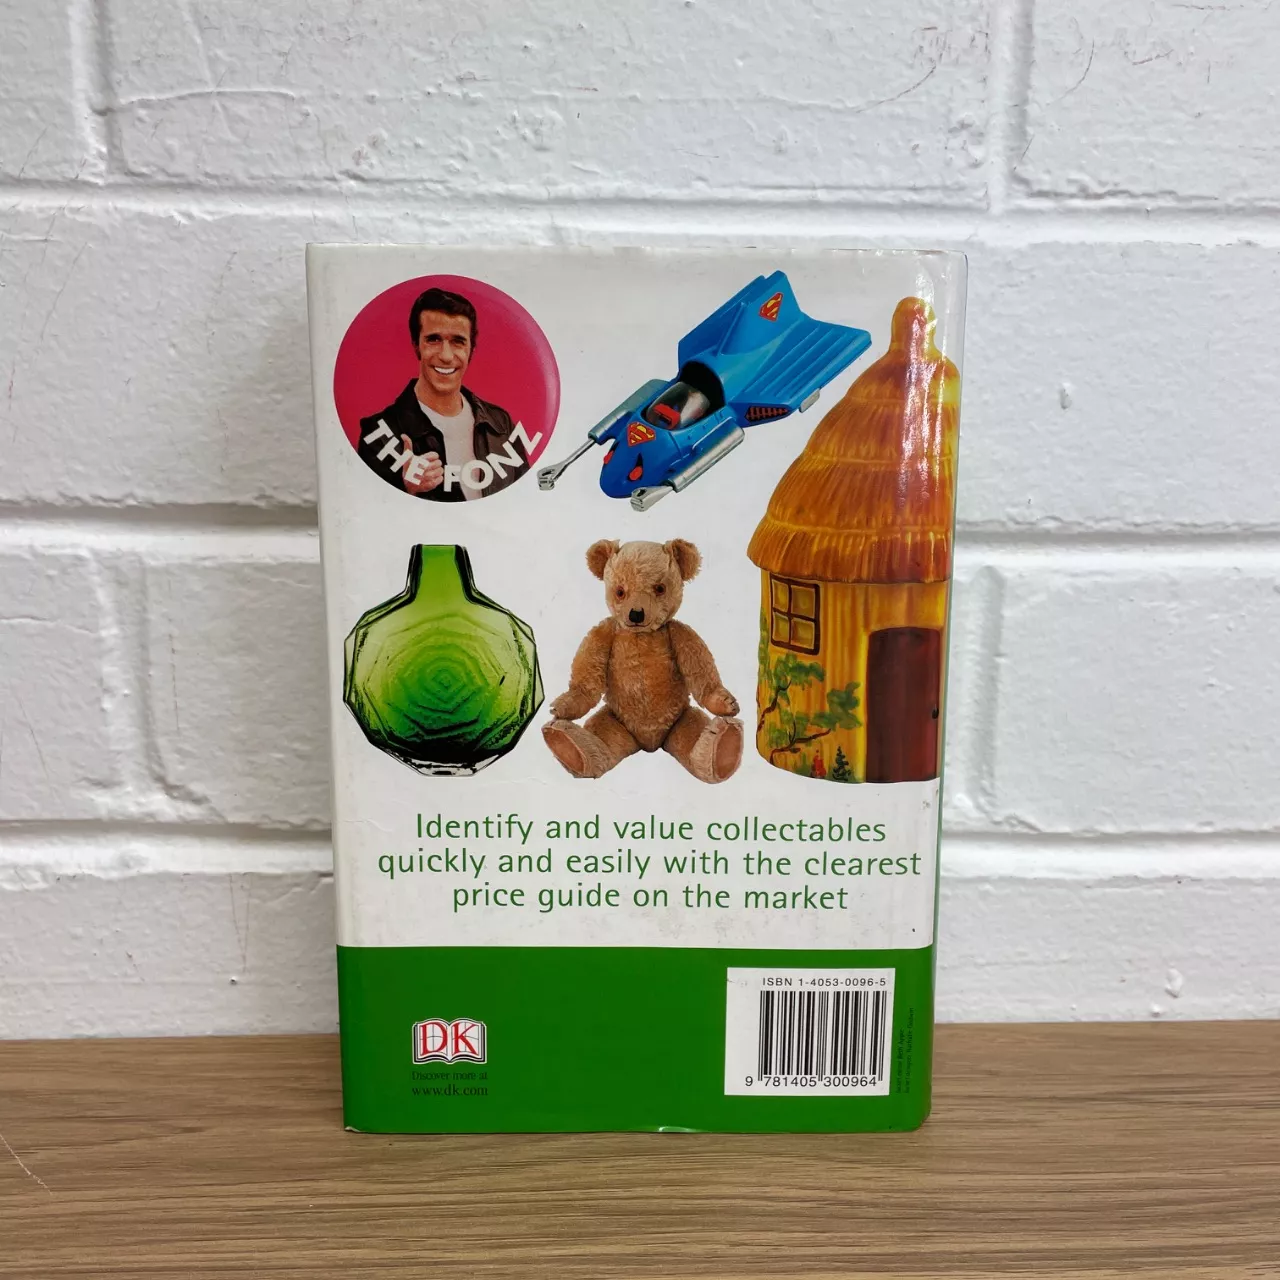 THE FONZ
Identify and value collectables
quickly and easily with the clearest
price guide on the market
ISBN 1-4053-0096-5
9 781405 300964
DK
Discover more at
www.dk.com